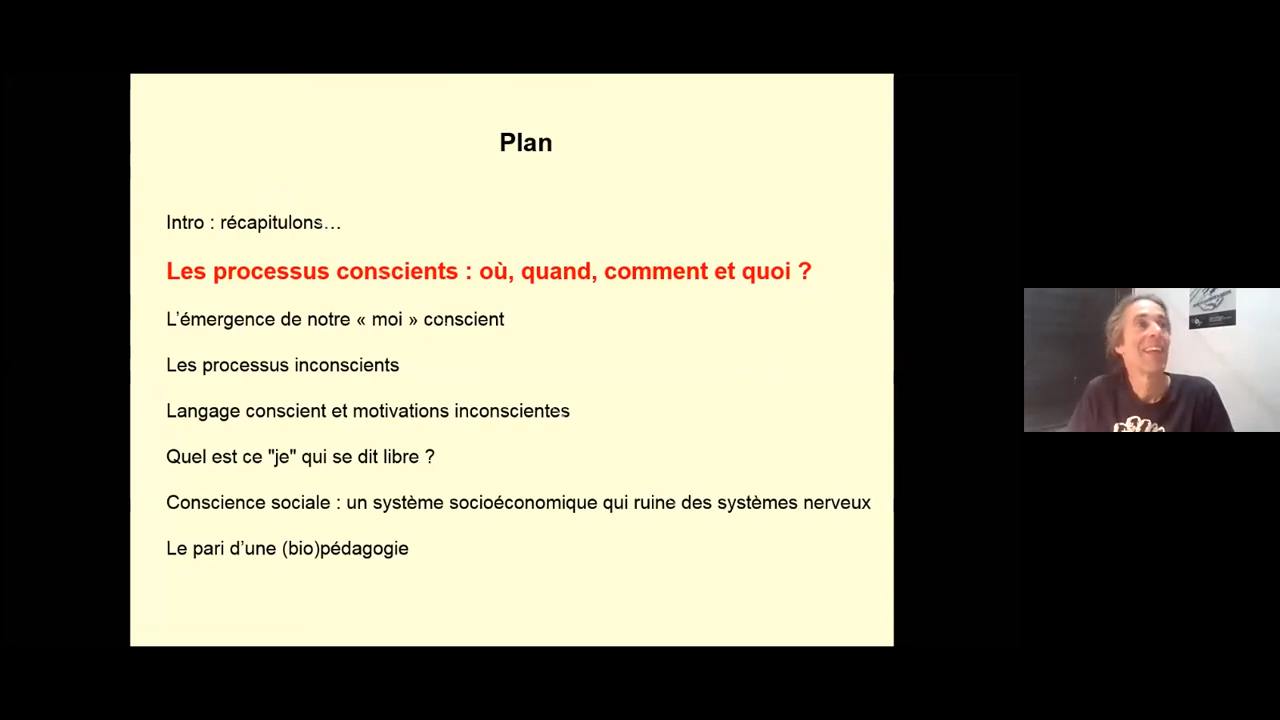 Plan
Intro : récapitulons…
Les processus conscients : où, quand, comment et quoi ?
L’émergence de notre « moi » conscient
Les processus inconscients
Langage conscient et motivations inconscientes
Quel est ce "je" qui se dit libre ?
Conscience sociale : un système socioéconomique qui ruine des systèmes nerveux
Le pari d’une (bio)pédagogie